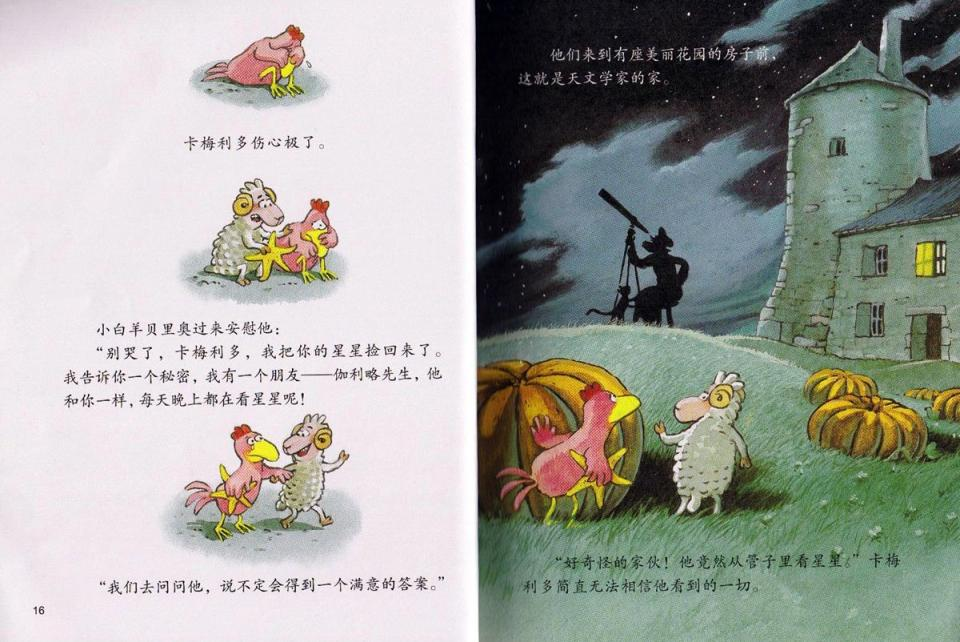 卡梅利多伤心极了。
小白羊贝里奥过来安慰他：
“别哭了，卡梅利多，我把你的星星捡回来了。
我告诉你一个秘密，我有一个朋友——伽利略先生，他
和你一样，每天晚上都在看星星呢！
“我们去问问他，说不定会得到一个满意的答案。”
16
他们来到有座美丽花园的房子前，
这就是天文学家的家。
“好奇怪的家伙！他竟然从管子里看星星。”卡梅
利多简直无法相信他看到的一切。